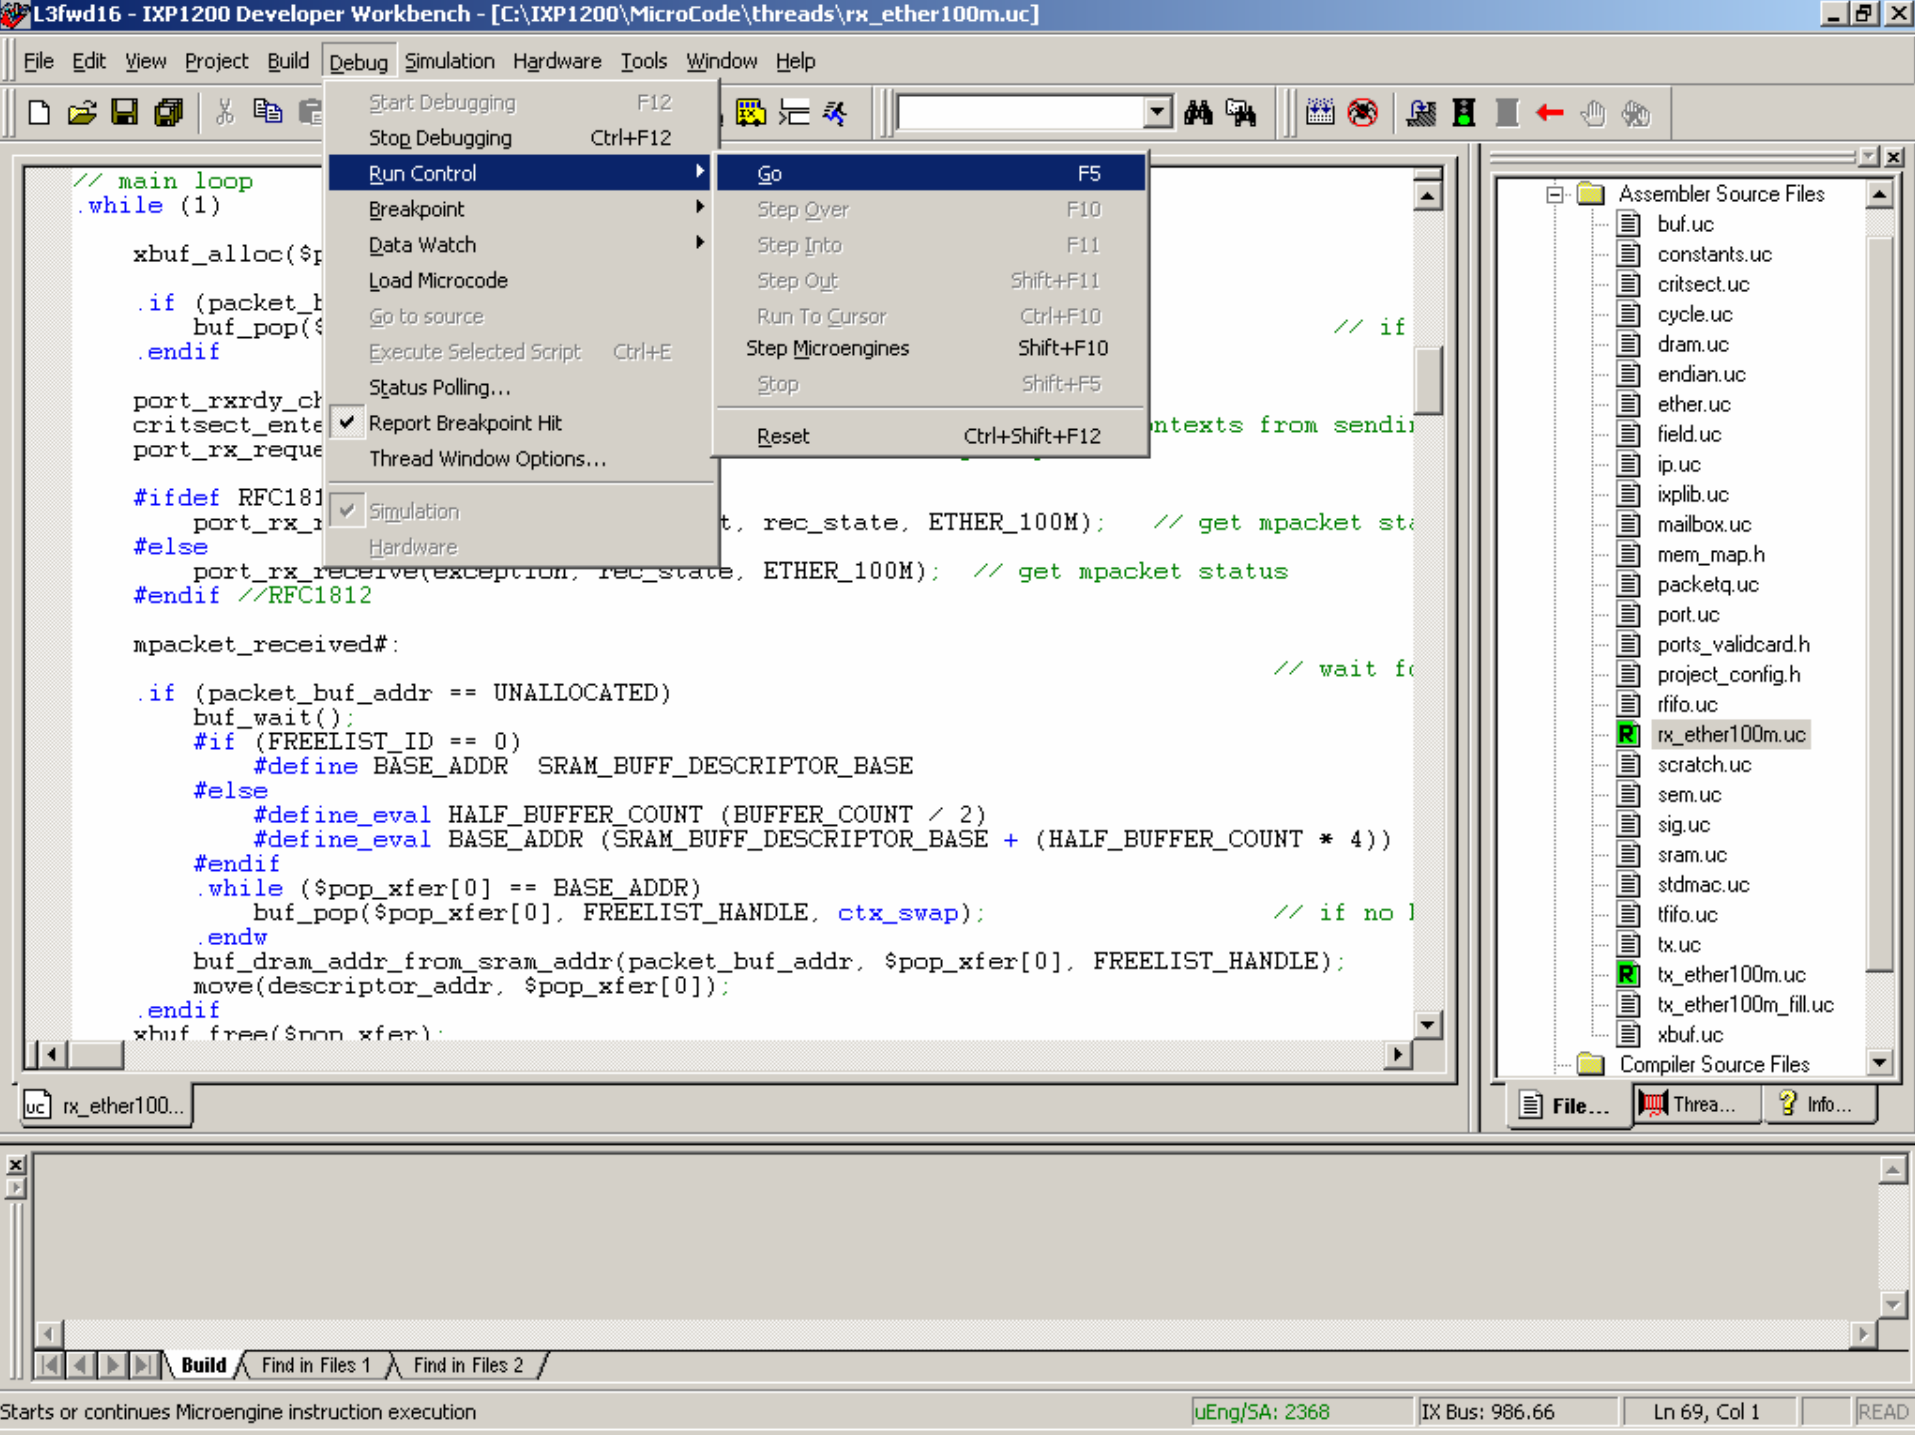 L3fwd16 - IXP1200 Developer Workbench - [C:\IXP1200\MicroCode\threads\rx_ether100m.uc]
File Edit View Project Build Debug Simulation Hardware Tools Window Help
Start Debugging F12
Stop Debugging Ctrl+F12
Run Control
Breakpoint
Data Watch
Load Microcode
Go to source
Execute Selected Script Ctrl+E
Status Polling...
Report Breakpoint Hit
Thread Window Options...
Simulation
Hardware
Go F5
Step Over F10
Step Into F11
Step Out Shift+F11
Run To Cursor Ctrl+F10
Step Microengines Shift+F10
Stop Shift+F5
Reset Ctrl+Shift+F12
// main loop
.while (1)
xbuf_alloc($p
.if (packet_b
buf_pop($ // if
.endif
port_rxrdy_ch
critsect_ente ntexts from sendi
port_rx_reque
#ifdef RFC181
port_rx_r t, rec_state, ETHER_100M); // get mpacket sta
#else
port_rx_receive(exception, rec_state, ETHER_100M); // get mpacket status
#endif //RFC1812
mpacket_received#:
// wait fo
.if (packet_buf_addr == UNALLOCATED)
buf_wait();
#if (FREELIST_ID == 0)
#define BASE_ADDR SRAM_BUFF_DESCRIPTOR_BASE
#else
#define_eval HALF_BUFFER_COUNT (BUFFER_COUNT / 2)
#define_eval BASE_ADDR (SRAM_BUFF_DESCRIPTOR_BASE + (HALF_BUFFER_COUNT * 4))
#endif
.while ($pop_xfer[0] == BASE_ADDR)
buf_pop($pop_xfer[0], FREELIST_HANDLE, ctx_swap); // if no
.endw
buf_dram_addr_from_sram_addr(packet_buf_addr, $pop_xfer[0], FREELIST_HANDLE);
move(descriptor_addr, $pop_xfer[0]);
.endif
xbuf_free($pop_xfer);
Assembler Source Files
buf.uc
constants.uc
critsect.uc
cycle.uc
dram.uc
endian.uc
ether.uc
field.uc
ip.uc
ixplib.uc
mailbox.uc
mem_map.h
packetq.uc
port.uc
ports_validcard.h
project_config.h
rfifo.uc
R rx_ether100m.uc
scratch.uc
sem.uc
sig.uc
sram.uc
stdmac.uc
tfifo.uc
tx.uc
R tx_ether100m.uc
tx_ether100m_fill.uc
xbuf.uc
Compiler Source Files
uc rx_ether100...
File... Threa... Info...
Build Find in Files 1 Find in Files 2
Starts or continues Microengine instruction execution uEng/SA: 2368 IX Bus: 986.66 Ln 69, Col 1 READ